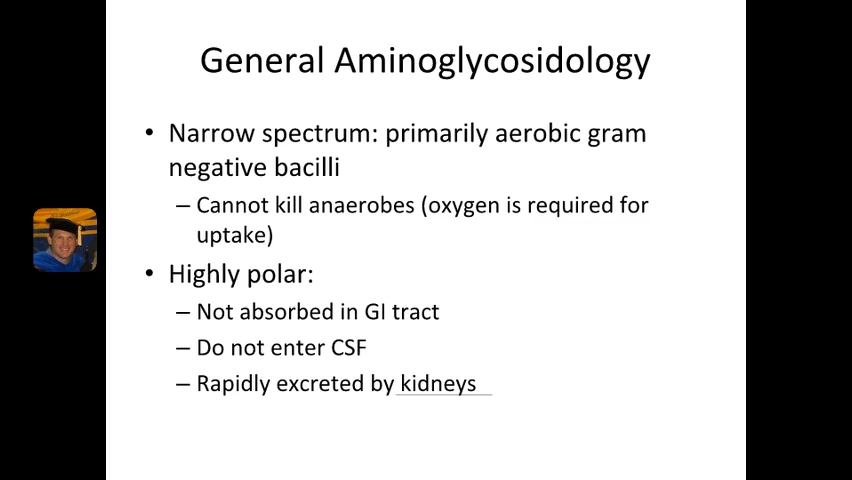 General Aminoglycosidology
• Narrow spectrum: primarily aerobic gram
negative bacilli
– Cannot kill anaerobes (oxygen is required for
uptake)
• Highly polar:
– Not absorbed in GI tract
– Do not enter CSF
– Rapidly excreted by kidneys